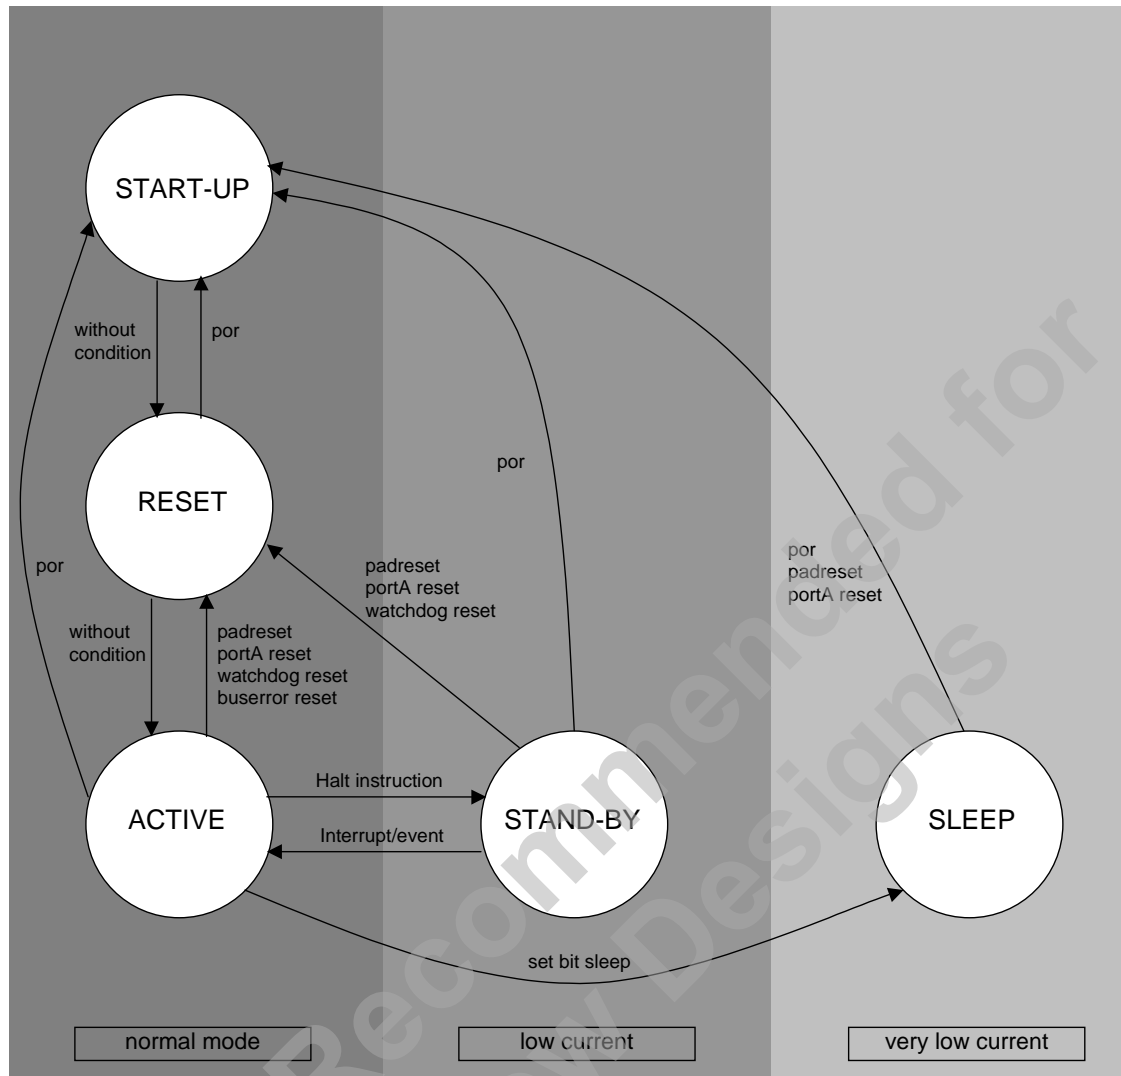 START-UP
without
condition
por
RESET
por
por
padreset
portA reset
watchdog reset
por
padreset
portA reset
without
condition
padreset
portA reset
watchdog reset
buserror reset
ACTIVE
Halt instruction
Interrupt/event
STAND-BY
SLEEP
set bit sleep
normal mode
low current
very low current
Recommended for
Designs